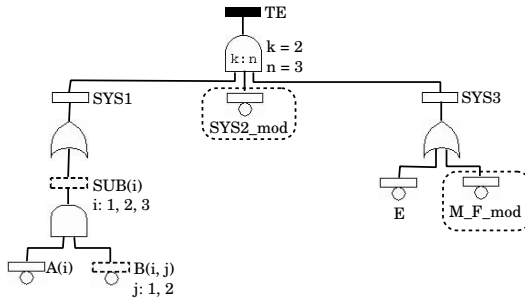 TE
k = 2
k:n
n = 3
SYS1
SYS2_mod
SYS3
SUB(i)
i: 1, 2, 3
E
M_F_mod
A(i)
B(i, j)
j: 1, 2